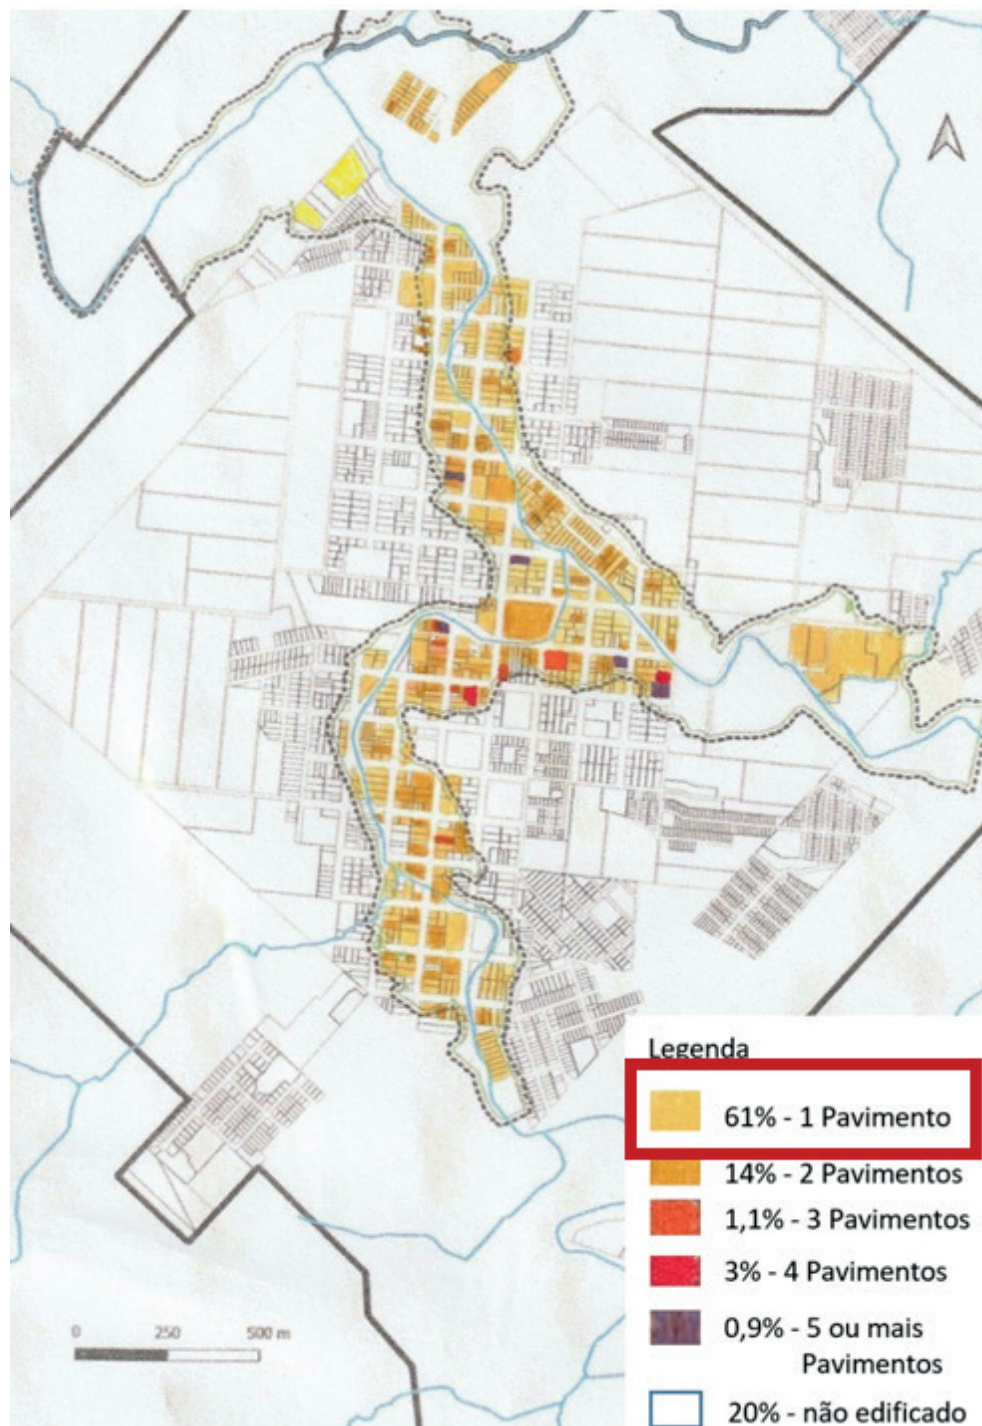 0 250 500 m
Legenda
61% - 1 Pavimento
14% - 2 Pavimentos
1,1% - 3 Pavimentos
3% - 4 Pavimentos
0,9% - 5 ou mais
Pavimentos
20% - não edificado